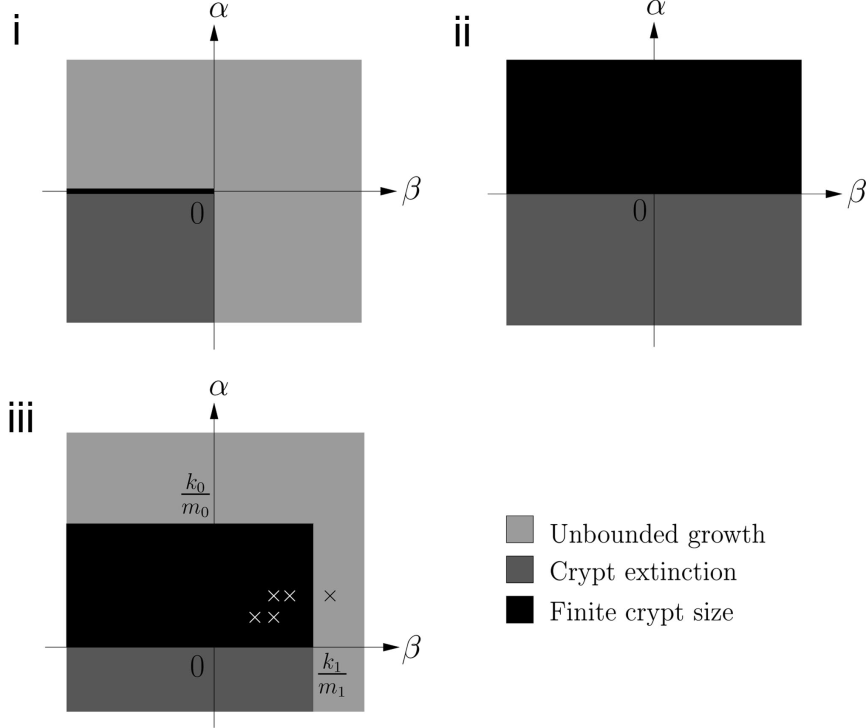 i
α
β
0
ii
α
β
0
iii
α
k₀/m₀
β
0
k₁/m₁
Unbounded growth
Crypt extinction
Finite crypt size